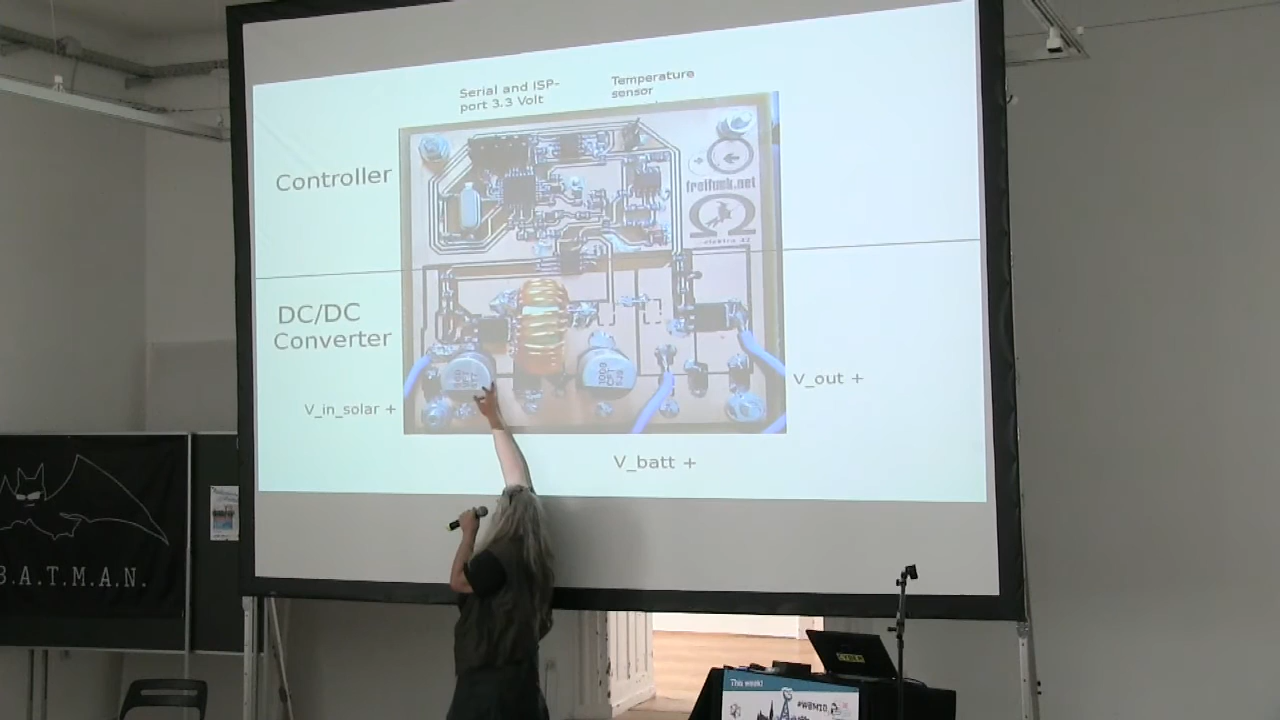 Serial and ISP-
port 3.3 Volt
Temperature
sensor
Controller
freifunk.net
DC/DC
Converter
V_in_solar +
V_out +
V_batt +
B.A.T.M.A.N.
This week!